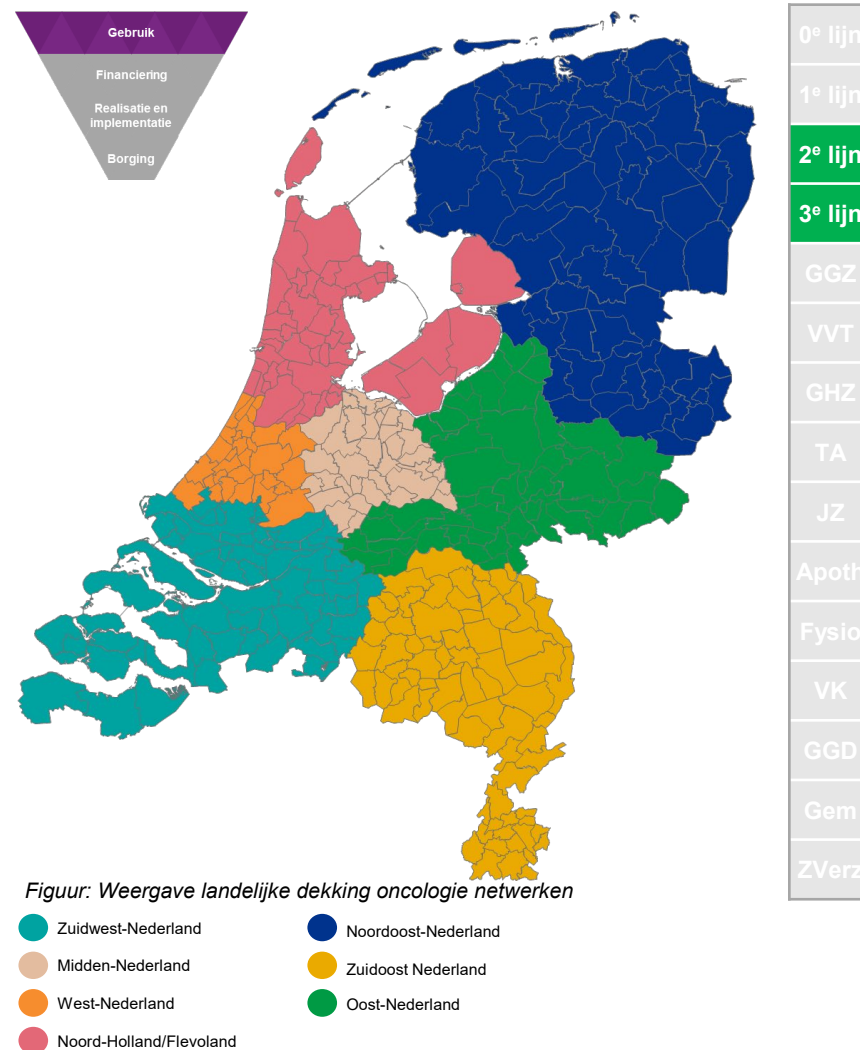 Gebruik
Financiering
Realisatie en
implementatie
Borging
0e lijn
1e lijn
2e lijn
3e lijn
GGZ
VVT
GHZ
TA
JZ
Apoth
Fysio
VK
GGD
Gem
ZVerz
Figuur: Weergave landelijke dekking oncologie netwerken
Zuidwest-Nederland
Midden-Nederland
West-Nederland
Noord-Holland/Flevoland
Noordoost-Nederland
Zuidoost Nederland
Oost-Nederland